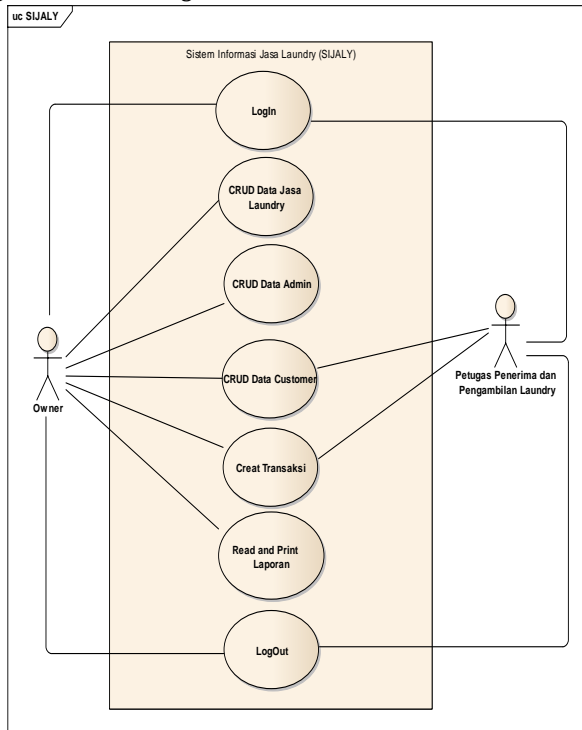 uc SIJALY
Sistem Informasi Jasa Laundry (SIJALY)
LogIn
CRUD Data Jasa
Laundry
CRUD Data Admin
CRUD Data Customer
Creat Transaksi
Read and Print
Laporan
LogOut
Owner
Petugas Penerima dan
Pengambilan Laundry